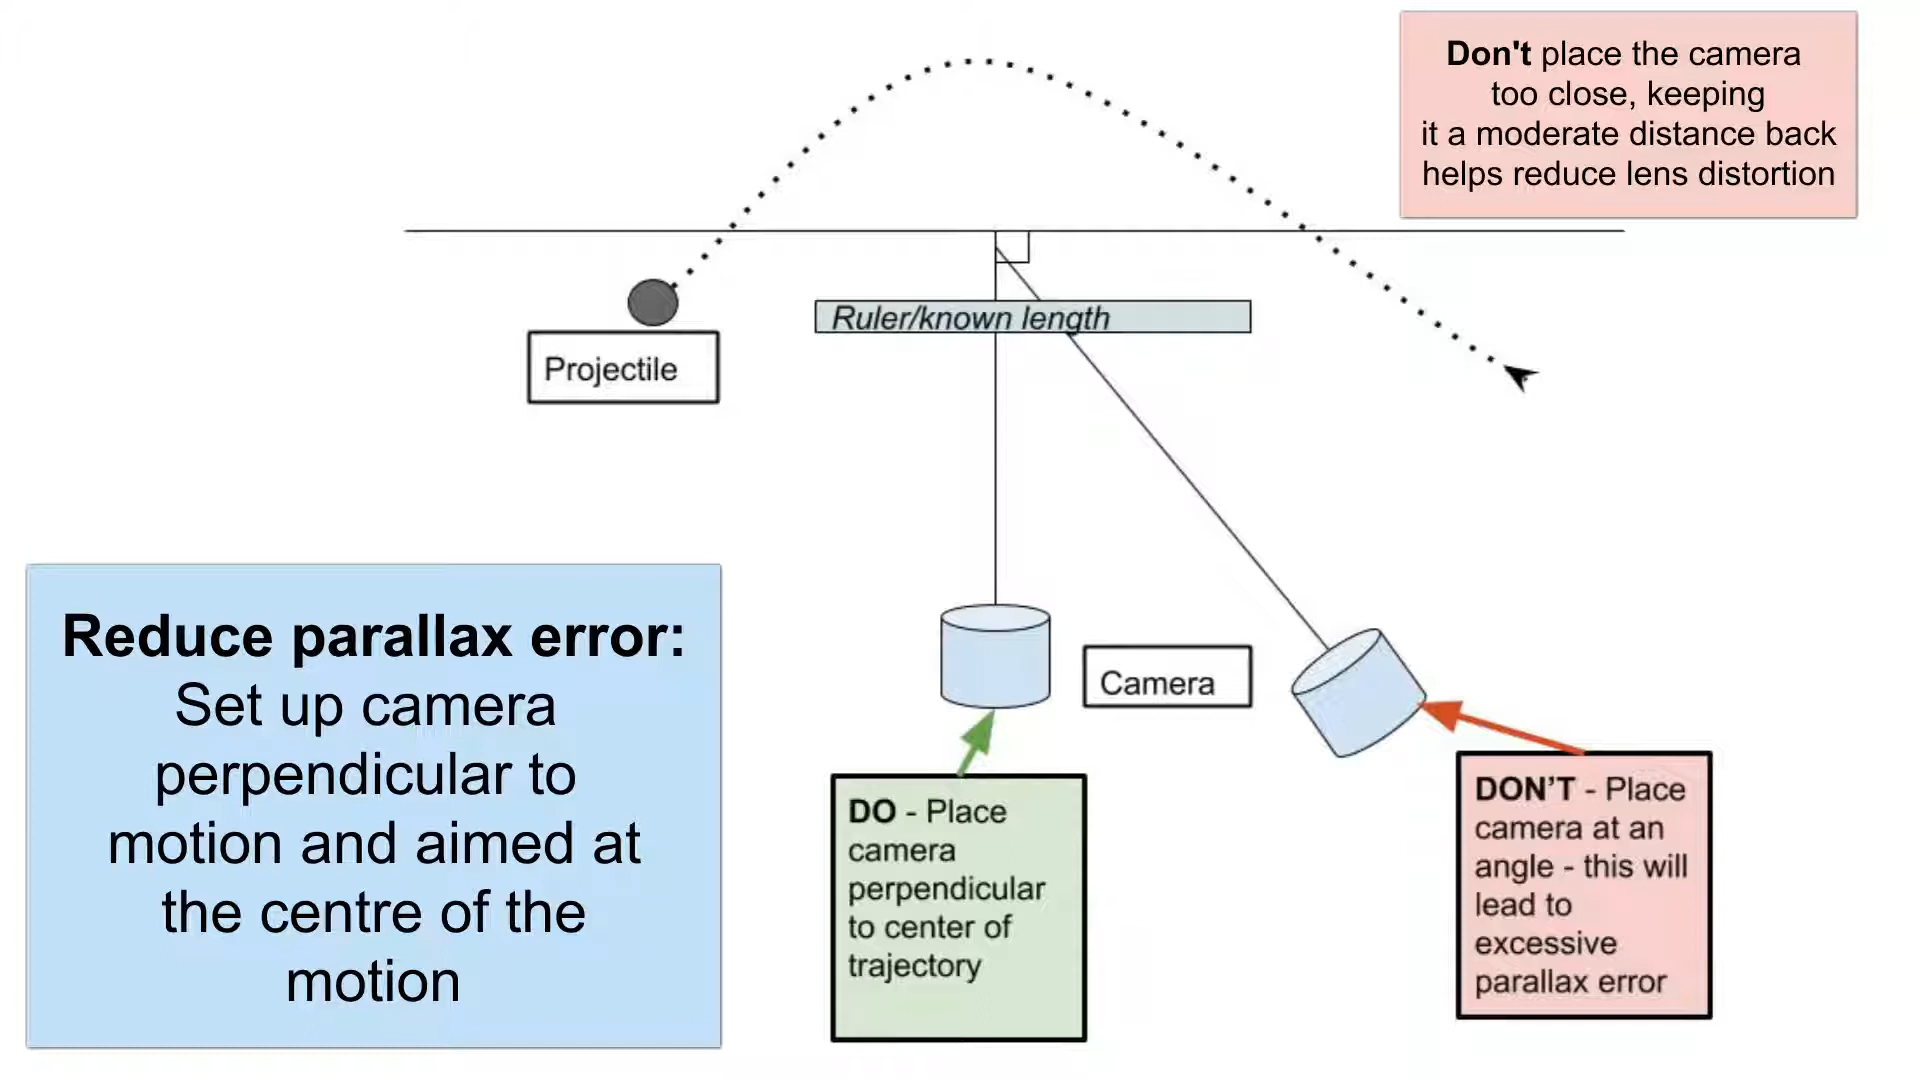 Don't place the camera
too close, keeping
it a moderate distance back
helps reduce lens distortion
Ruler/known length
Projectile
Reduce parallax error:
Set up camera
perpendicular to
motion and aimed at
the centre of the
motion
Camera
DO - Place
camera
perpendicular
to center of
trajectory
DON’T - Place
camera at an
angle - this will
lead to
excessive
parallax error